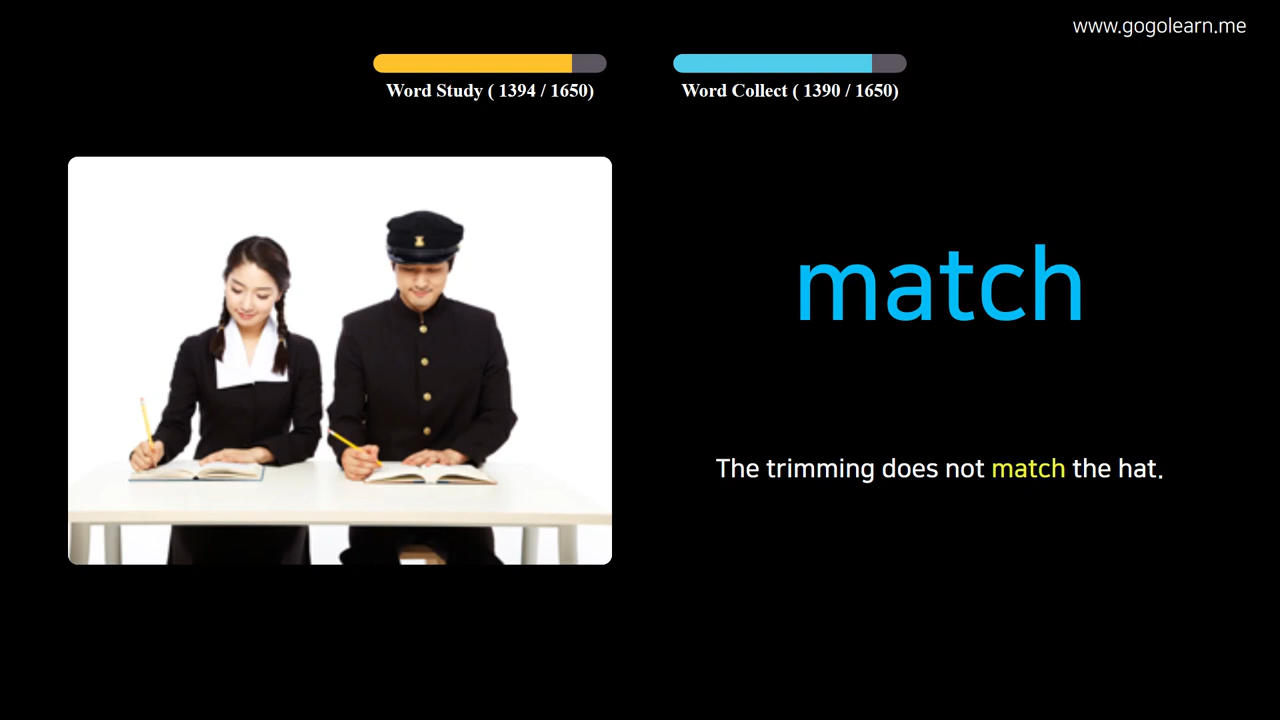 www.gogolearn.me
Word Study ( 1394 / 1650)
Word Collect ( 1390 / 1650)
match
The trimming does not match the hat.